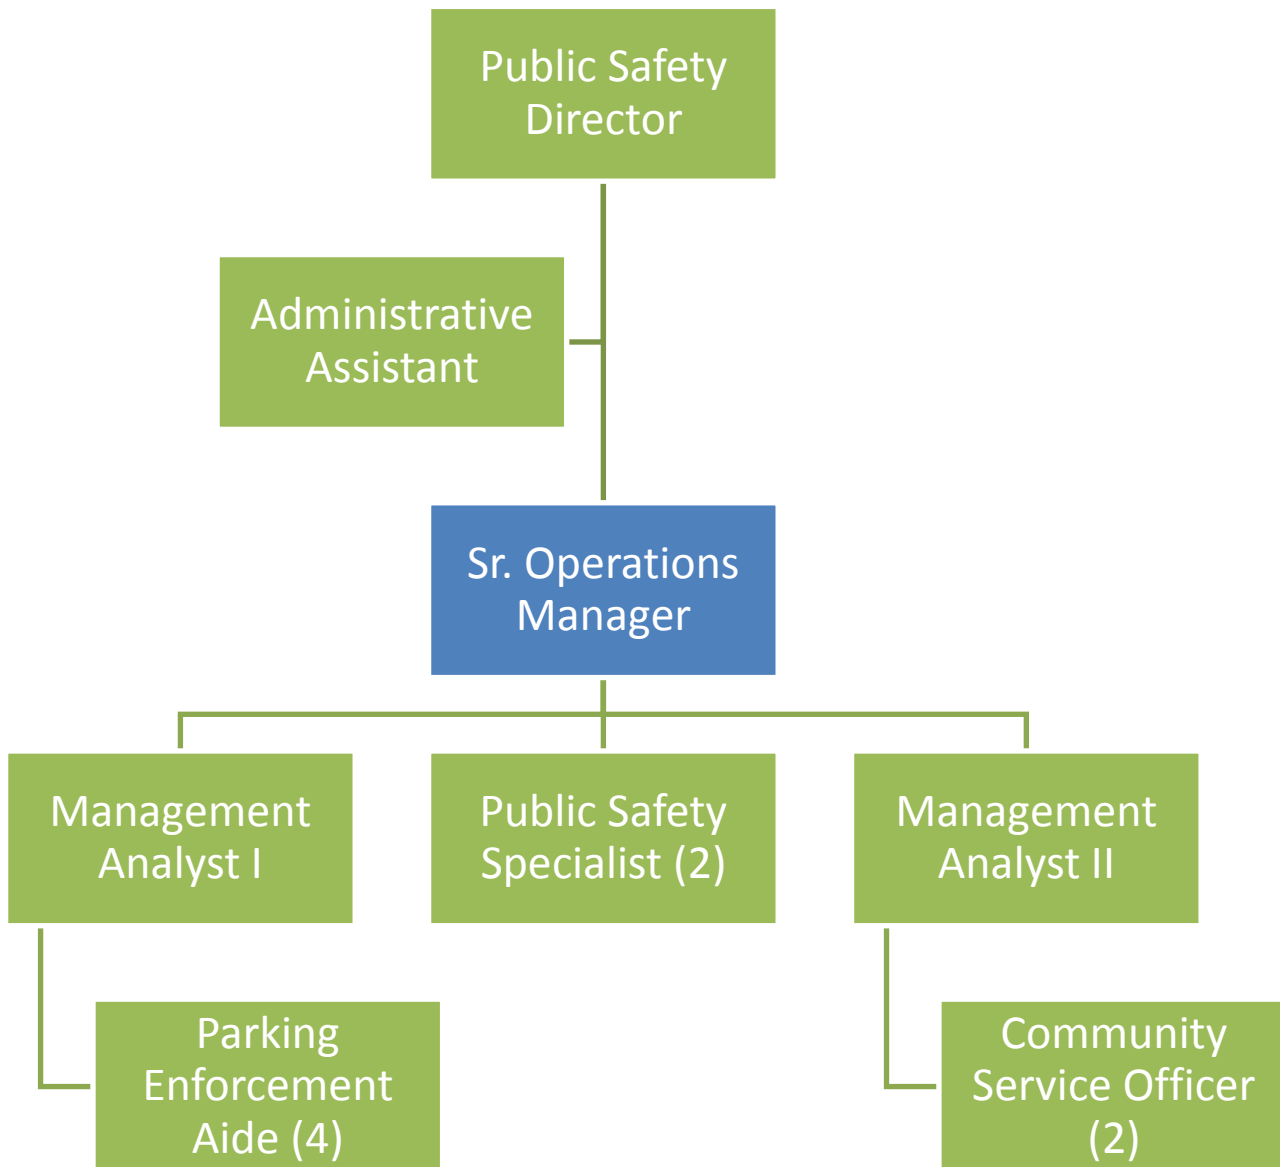 Public Safety
Director
Administrative
Assistant
Sr. Operations
Manager
Management
Analyst I
Public Safety
Specialist (2)
Management
Analyst II
Parking
Enforcement
Aide (4)
Community
Service Officer
(2)